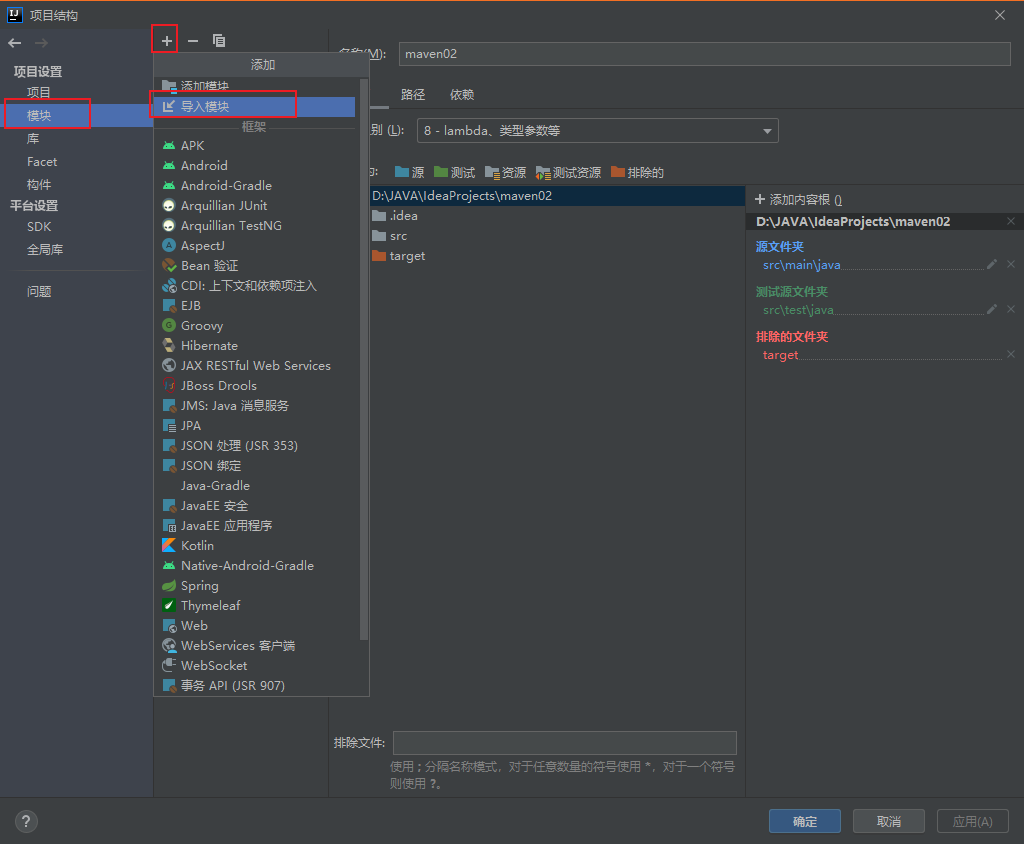 项目结构
项目设置
项目
模块
库
Facet
构件
平台设置
SDK
全局库
问题
添加
添加模块
导入模块
框架
APK
Android
Android-Gradle
Arquillian JUnit
Arquillian TestNG
AspectJ
Bean 验证
CDI: 上下文和依赖项注入
EJB
Groovy
Hibernate
JAX RESTful Web Services
JBoss Drools
JMS: Java 消息服务
JPA
JSON 处理 (JSR 353)
JSON 绑定
Java-Gradle
JavaEE 安全
JavaEE 应用程序
Kotlin
Native-Android-Gradle
Spring
Thymeleaf
Web
WebServices 客户端
WebSocket
事务 API (JSR 907)
名称(M): maven02
路径 依赖
别 (L): 8 - lambda、类型参数等
源 测试 资源 测试资源 排除的
D:\JAVA\IdeaProjects\maven02
.idea
src
target
排除文件:
使用 ; 分隔名称模式，对于任意数量的符号使用 *，对于一个符号
则使用 ?。
添加内容根 ()
D:\JAVA\IdeaProjects\maven02
源文件夹
src\main\java
测试源文件夹
src\test\java
排除的文件夹
target
?
确定 取消 应用(A)